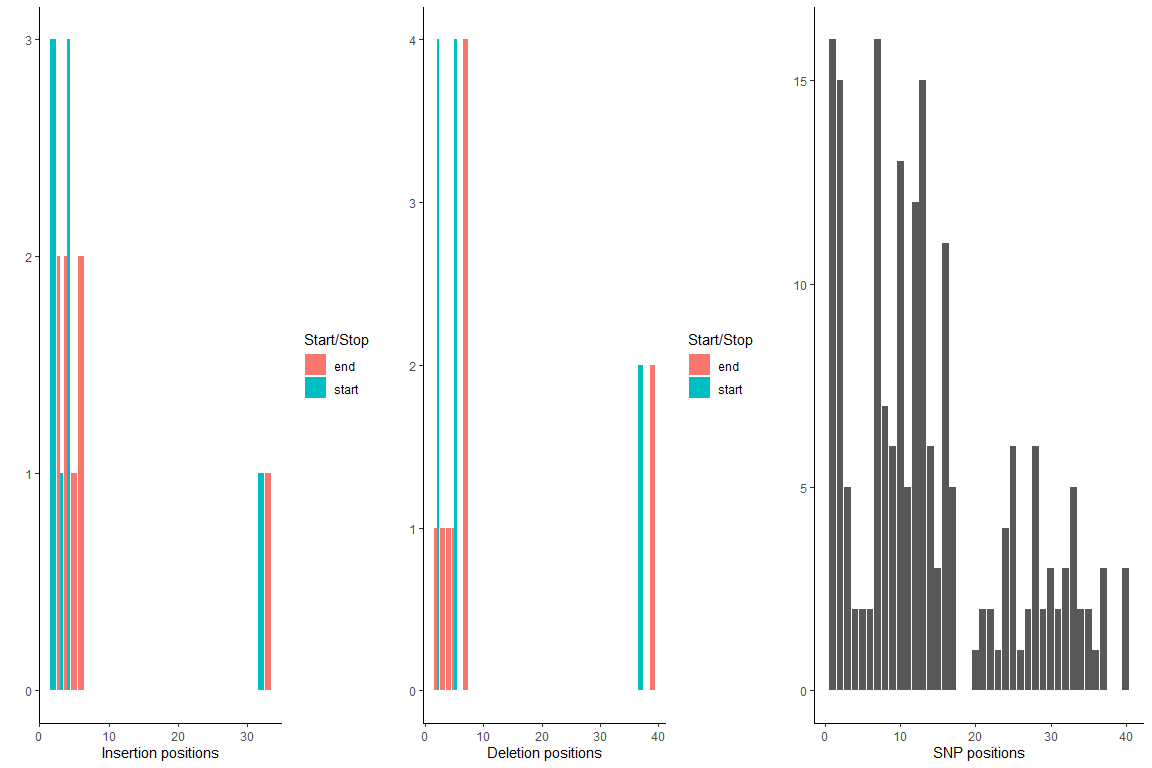 3
2
1
0
0 10 20 30
Insertion positions
Start/Stop
end
start
4
3
2
1
0
0 10 20 30 40
Deletion positions
Start/Stop
end
start
15
10
5
0
0 10 20 30 40
SNP positions